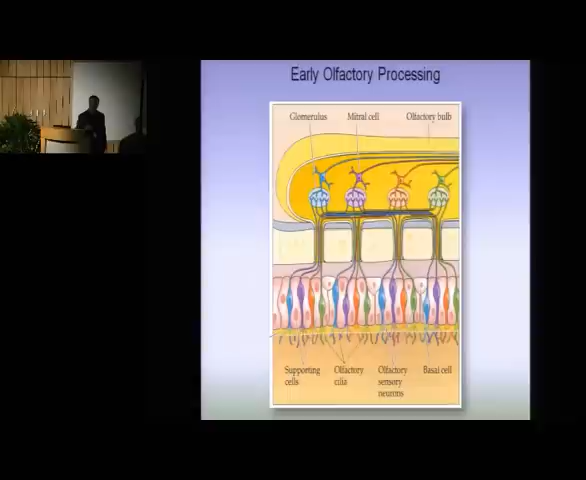 Early Olfactory Processing
Glomerulus Mitral cell Olfactory bulb
Supporting cells
Olfactory cilia
Olfactory sensory neurons
Basal cell